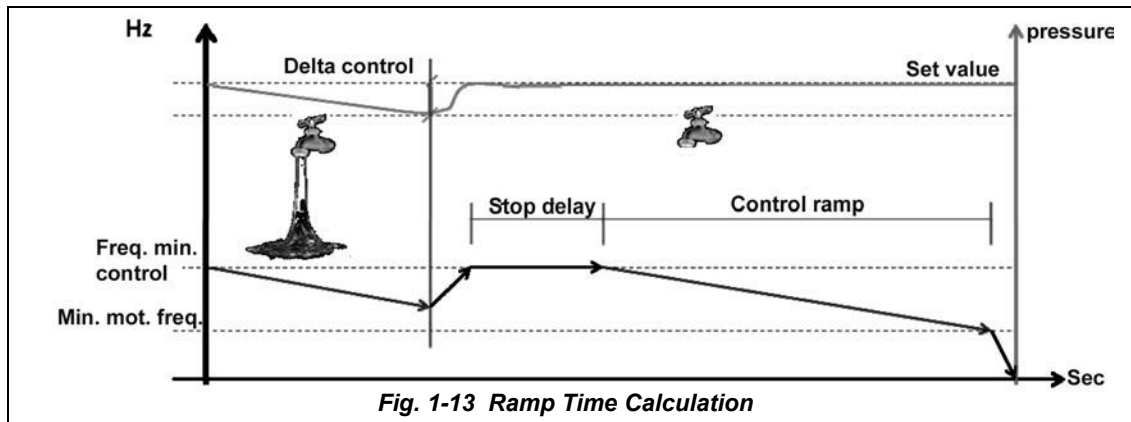 Hz
pressure
Delta control
Set value
Stop delay
Control ramp
Freq. min.
control
Min. mot. freq.
Sec
Fig. 1-13 Ramp Time Calculation